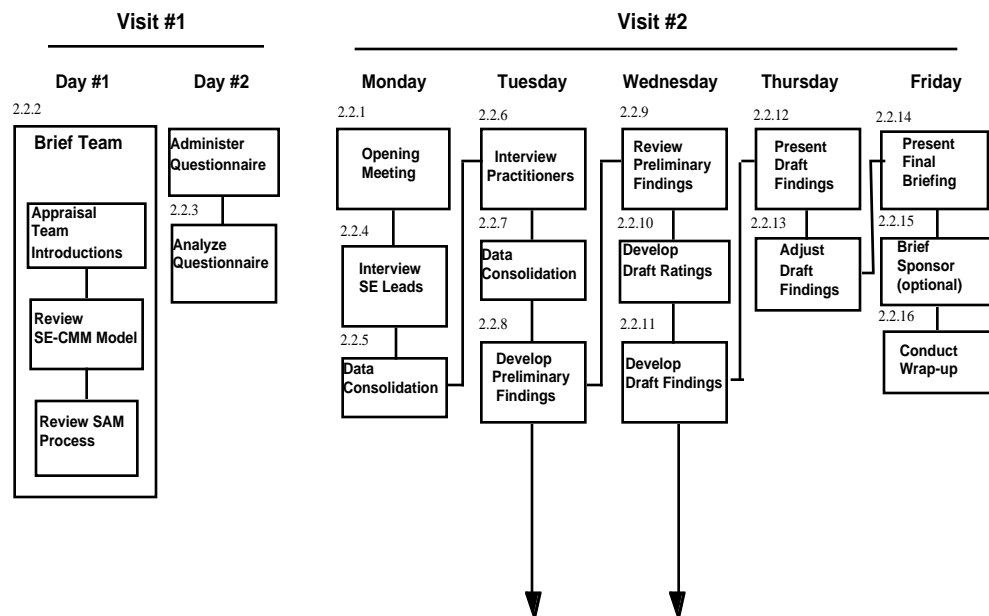 Visit #1
Visit #2
Day #1
Day #2
Monday
Tuesday
Wednesday
Thursday
Friday
2.2.2
Brief Team
Appraisal
Team
Introductions
Review
SE-CMM Model
Review SAM
Process
Administer
Questionnaire
2.2.3
Analyze
Questionnaire
2.2.1
Opening
Meeting
2.2.4
Interview
SE Leads
2.2.5
Data
Consolidation
2.2.6
Interview
Practitioners
2.2.7
Data
Consolidation
2.2.8
Develop
Preliminary
Findings
2.2.9
Review
Preliminary
Findings
2.2.10
Develop
Draft Ratings
2.2.11
Develop
Draft Findings
2.2.12
Present
Draft
Findings
2.2.13
Adjust
Draft
Findings
2.2.14
Present
Final
Briefing
2.2.15
Brief
Sponsor
(optional)
2.2.16
Conduct
Wrap-up